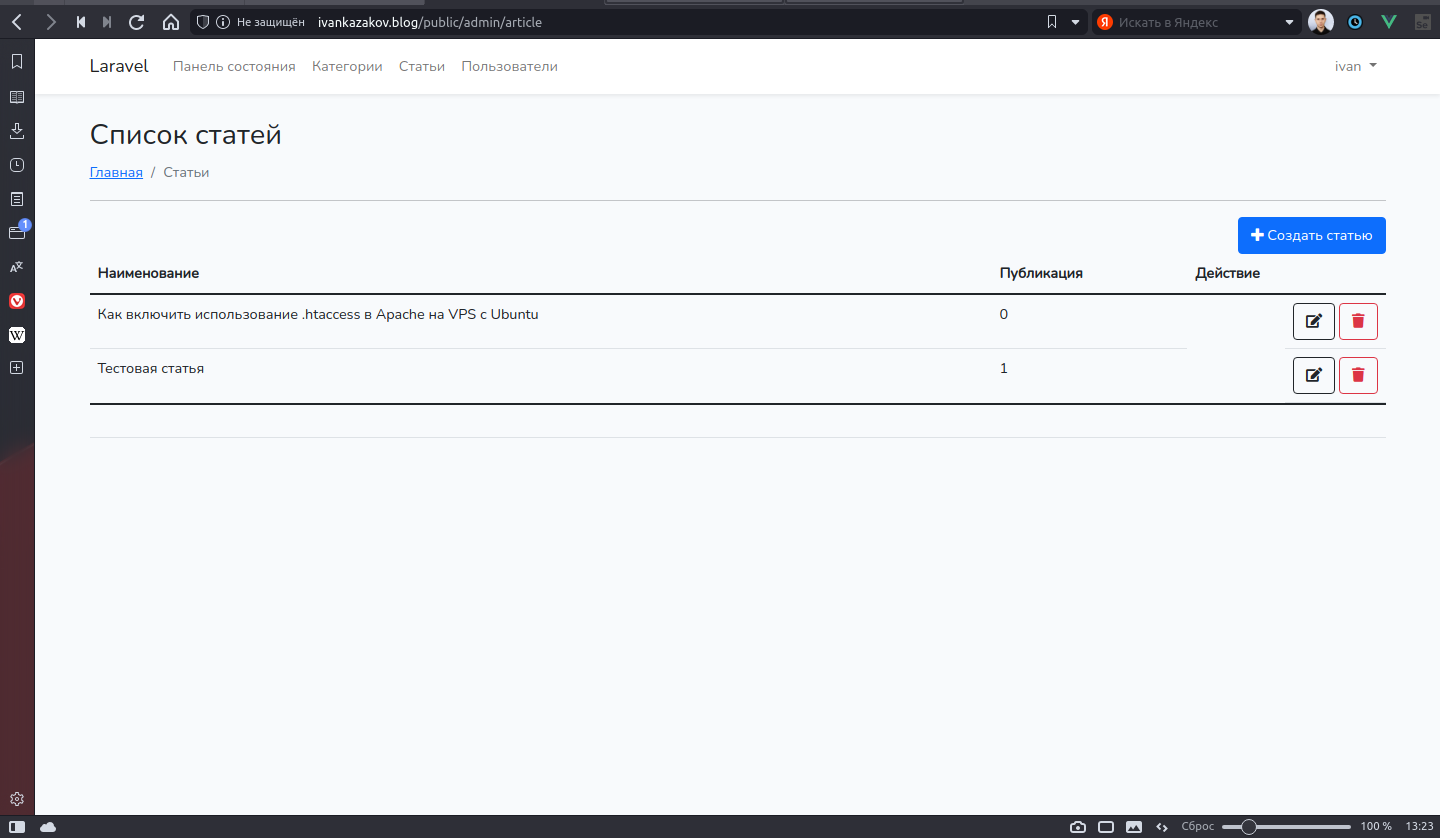 Не защищён ivankazakov.blog/public/admin/article Я Искать в Яндекс Se
Laravel Панель состояния Категории Статьи Пользователи ivan
Список статей
Главная / Статьи
1
Создать статью
Наименование Публикация Действие
Как включить использование .htaccess в Apache на VPS с Ubuntu 0
W
Тестовая статья 1
Сброс 100 % 13:23